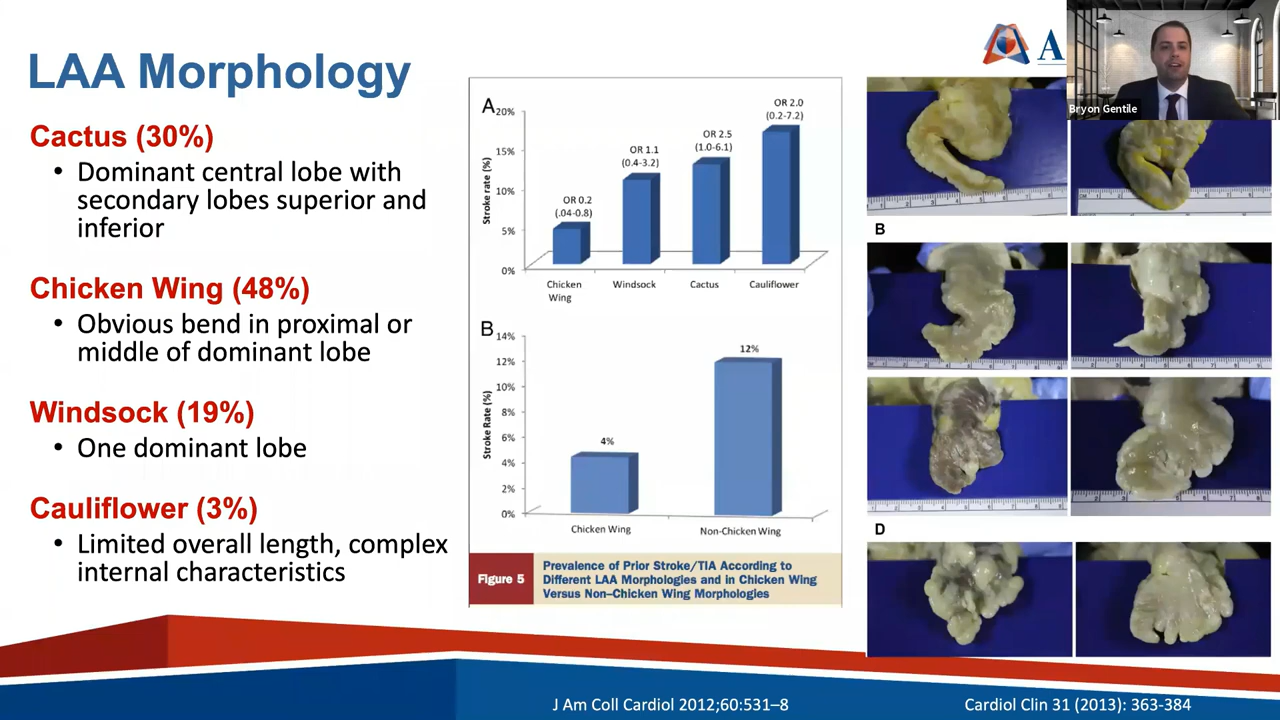 LAA Morphology
A
Bryon Gentile
Cactus (30%)
• Dominant central lobe with
secondary lobes superior and
inferior
Chicken Wing (48%)
• Obvious bend in proximal or
middle of dominant lobe
Windsock (19%)
• One dominant lobe
Cauliflower (3%)
• Limited overall length, complex
internal characteristics
A
Stroke rate (%)
20%
15%
10%
5%
0%
OR 0.2
(.04-0.8)
OR 1.1
(0.4-3.2)
OR 2.5
(1.0-6.1)
OR 2.0
(0.2-7.2)
Chicken
Wing
Windsock
Cactus
Cauliflower
B
Stroke Rate (%)
14%
12%
10%
8%
6%
4%
2%
0%
4%
12%
Chicken Wing
Non-Chicken Wing
Figure 5
Prevalence of Prior Stroke/TIA According to
Different LAA Morphologies and in Chicken Wing
Versus Non–Chicken Wing Morphologies
B
D
J Am Coll Cardiol 2012;60:531–8
Cardiol Clin 31 (2013): 363-384